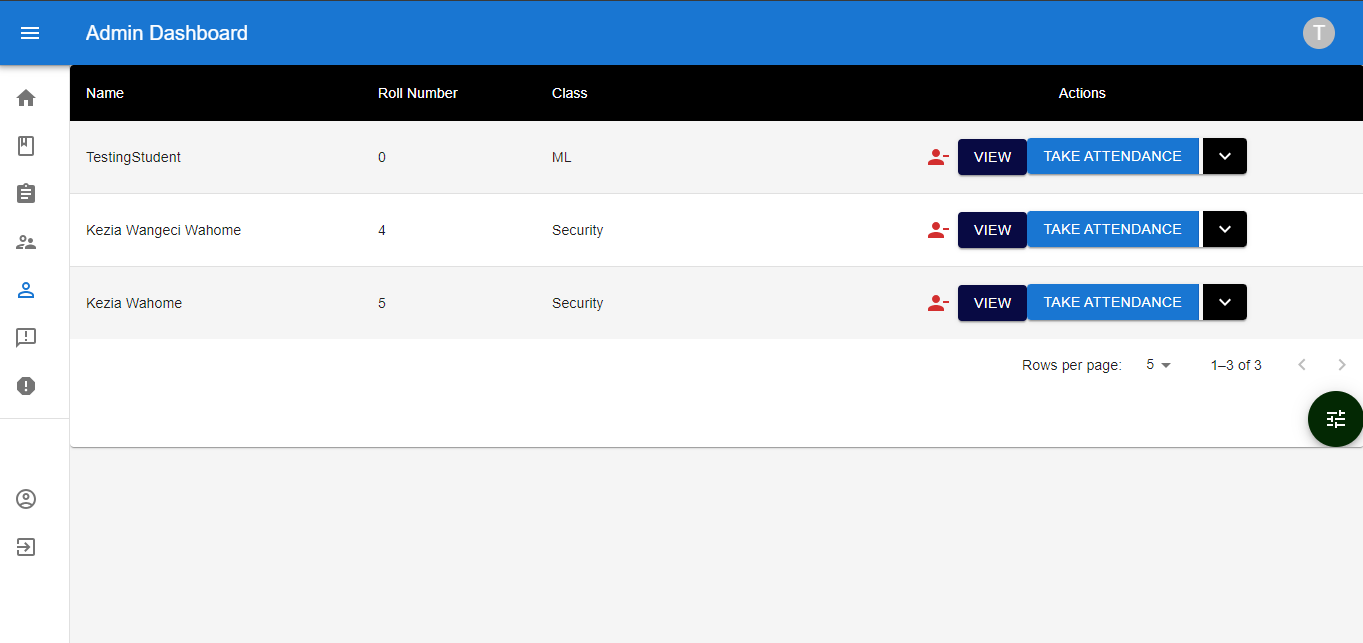 Admin Dashboard
T
Name Roll Number Class Actions
TestingStudent 0 ML VIEW TAKE ATTENDANCE
Kezia Wangeci Wahome 4 Security VIEW TAKE ATTENDANCE
Kezia Wahome 5 Security VIEW TAKE ATTENDANCE
Rows per page: 5 1–3 of 3